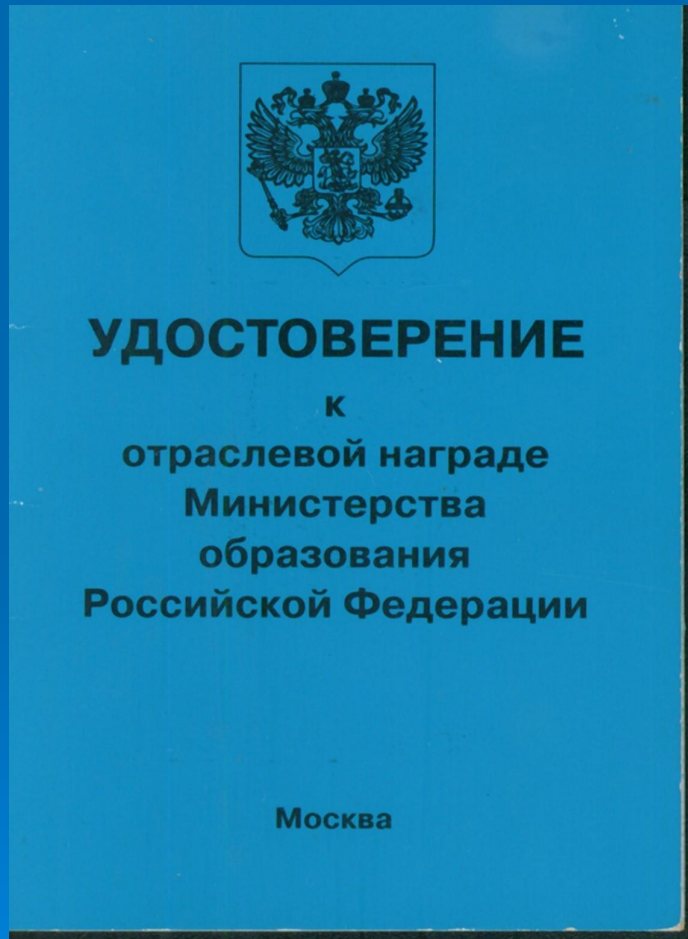 УДОСТОВЕРЕНИЕ
к
отраслевой награде
Министерства
образования
Российской Федерации
Москва